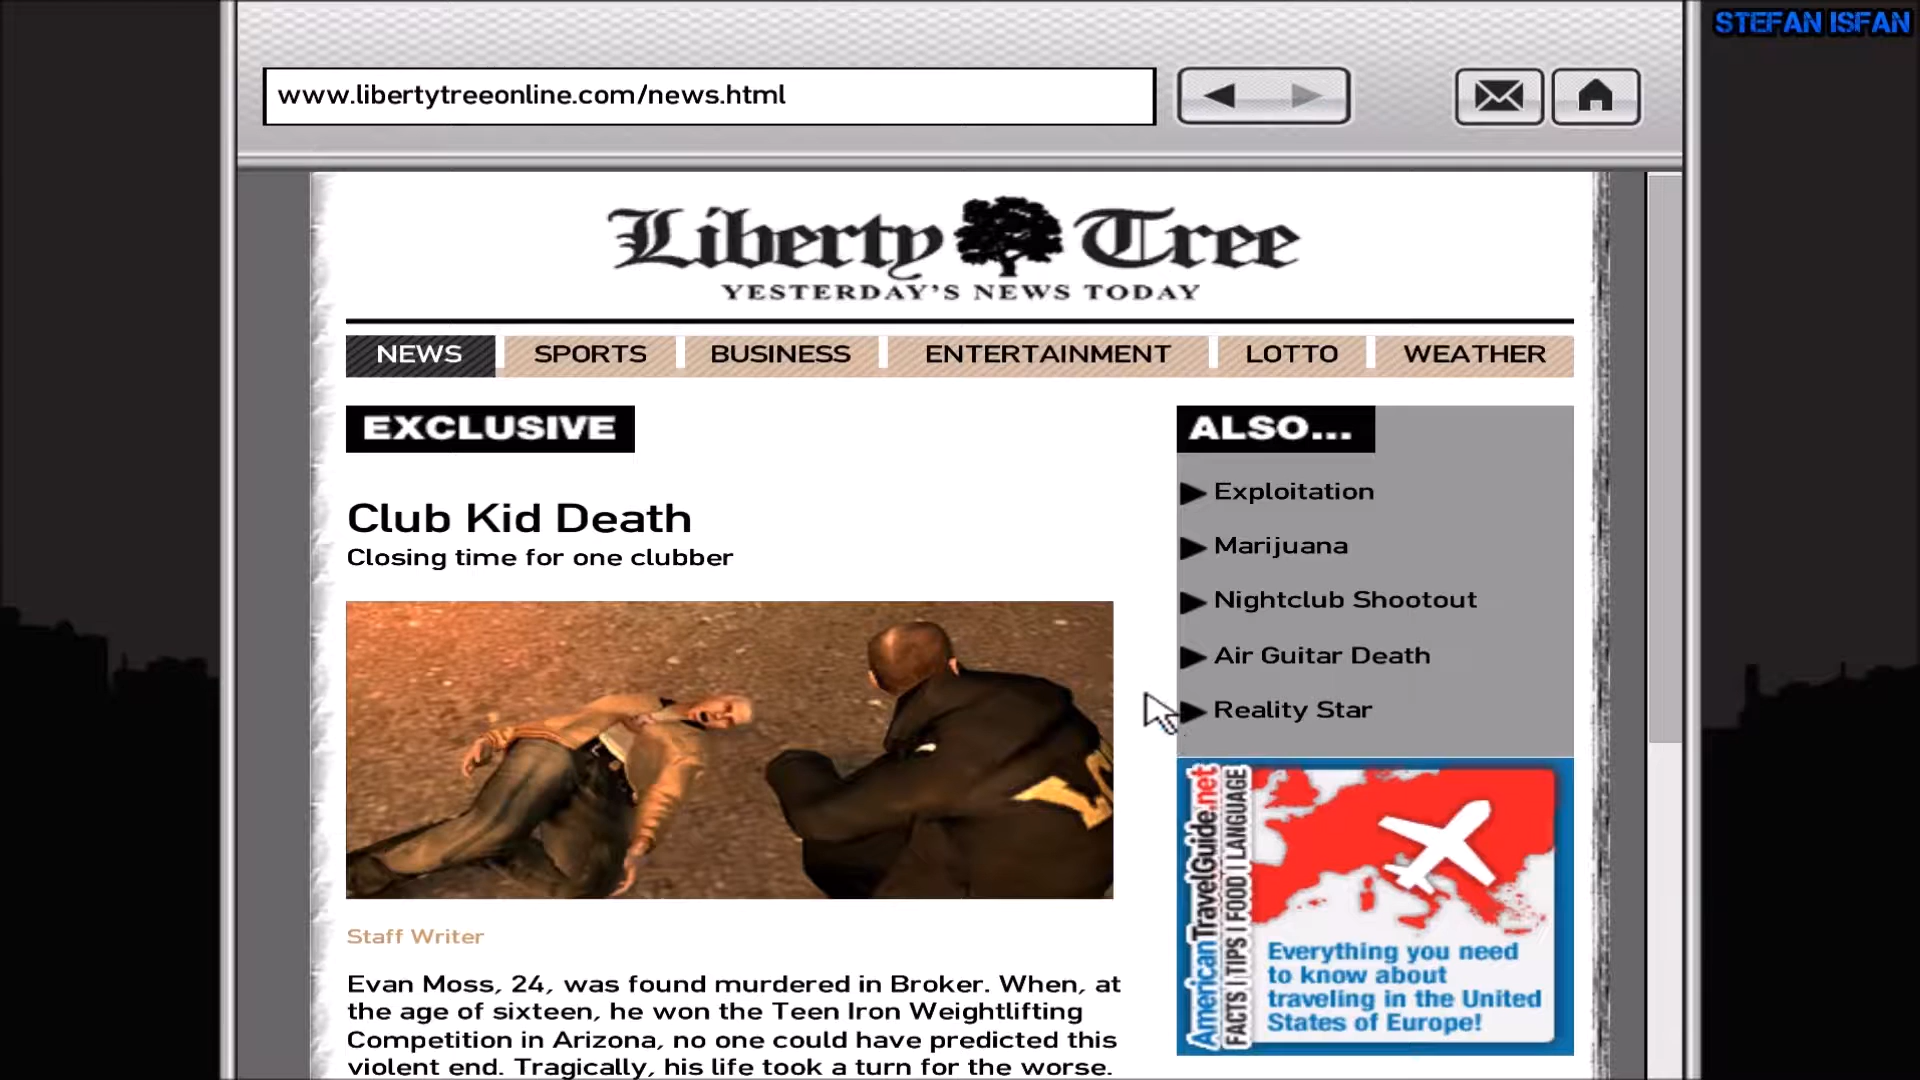 STEFAN ISFAN
www.libertytreeonline.com/news.html
Liberty Tree
YESTERDAY'S NEWS TODAY
NEWS
SPORTS
BUSINESS
ENTERTAINMENT
LOTTO
WEATHER
EXCLUSIVE
Club Kid Death
Closing time for one clubber
Staff Writer
Evan Moss, 24, was found murdered in Broker. When, at
the age of sixteen, he won the Teen Iron Weightlifting
Competition in Arizona, no one could have predicted this
violent end. Tragically, his life took a turn for the worse.
ALSO...
Exploitation
Marijuana
Nightclub Shootout
Air Guitar Death
Reality Star
AmericanTravelGuide.net
FACTS | TIPS | FOOD | LANGUAGE
Everything you need
to know about
traveling in the United
States of Europe!